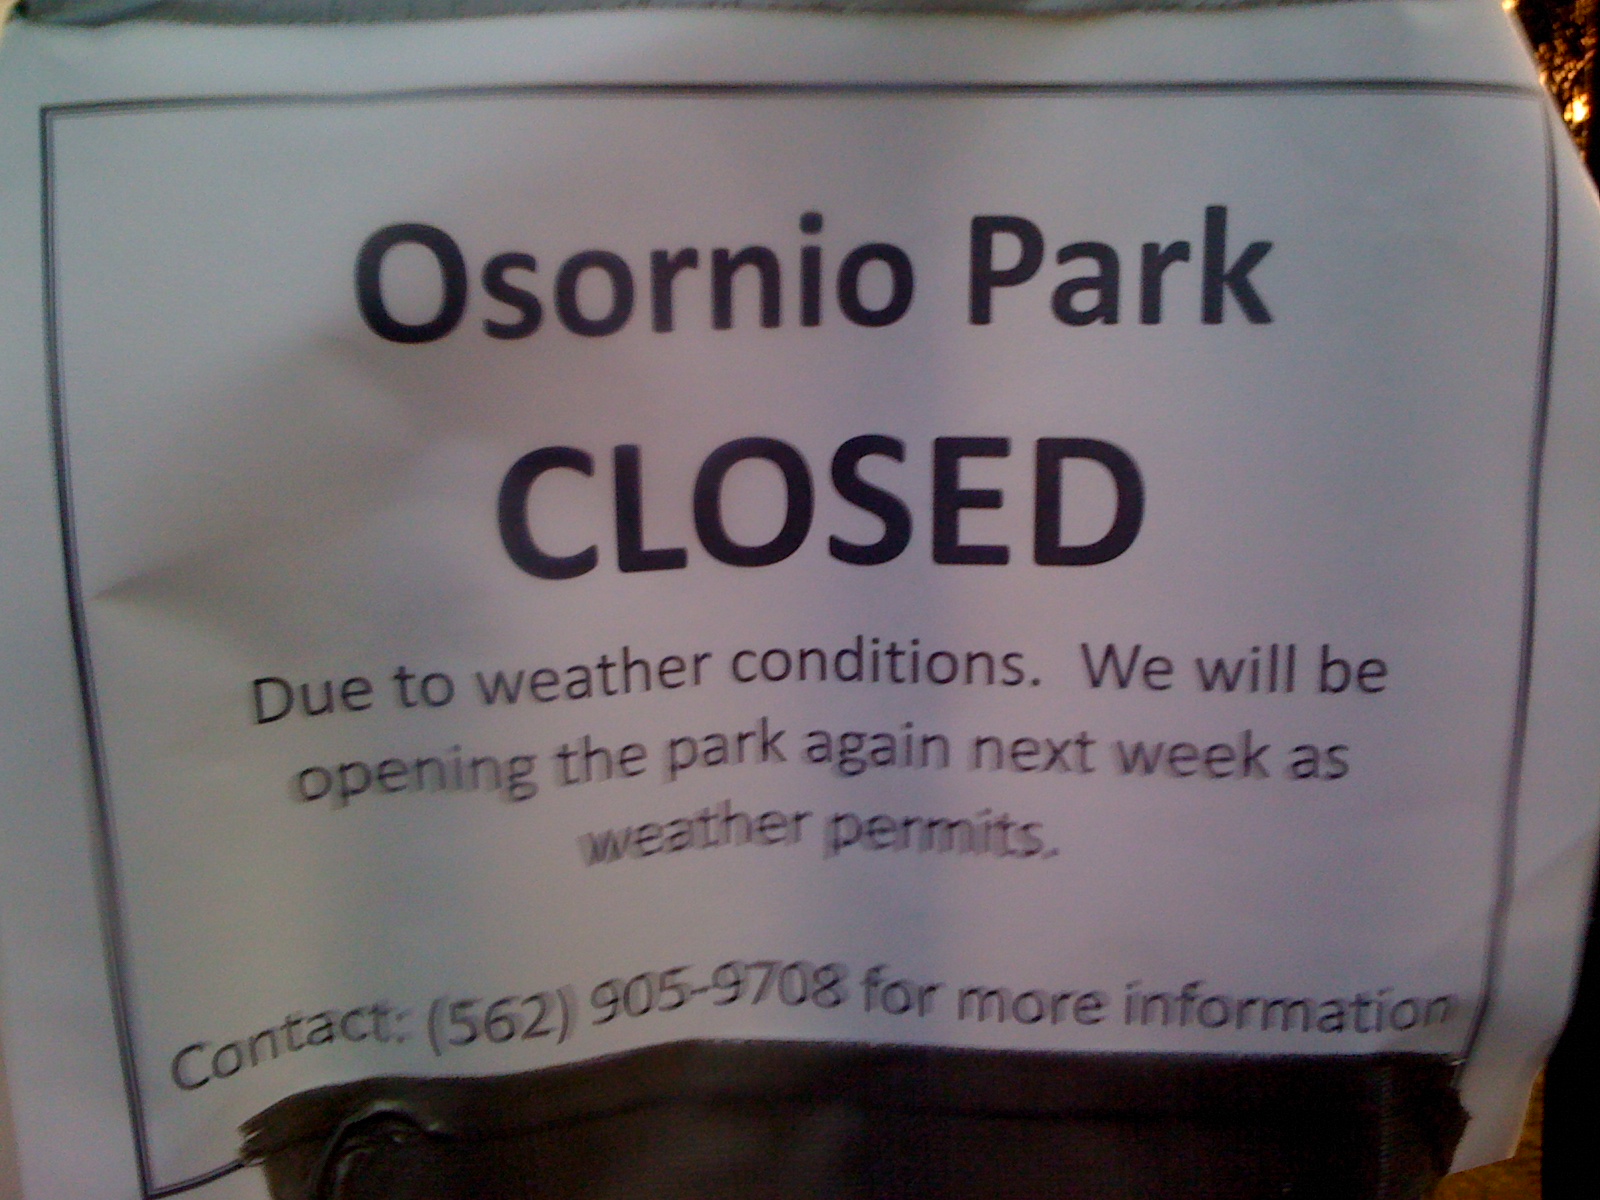 Osornio Park
CLOSED
Due to weather conditions. We will be
opening the park again next week as
weather permits.
Contact: (562) 905-9708 for more information